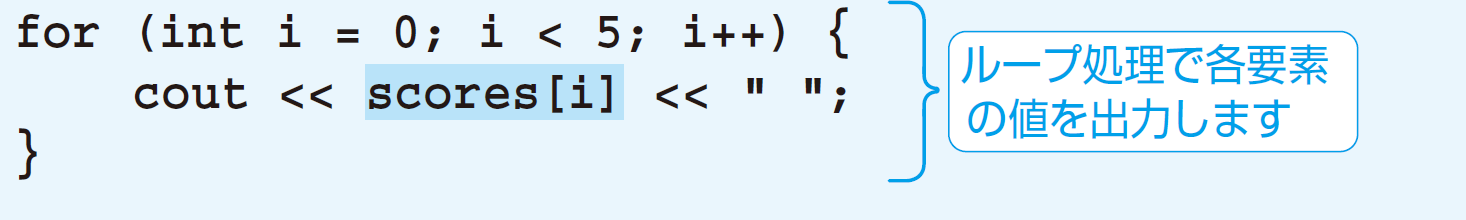 for (int i = 0; i < 5; i++) {
    cout << scores[i] << " ";
}
ループ処理で各要素
の値を出力します